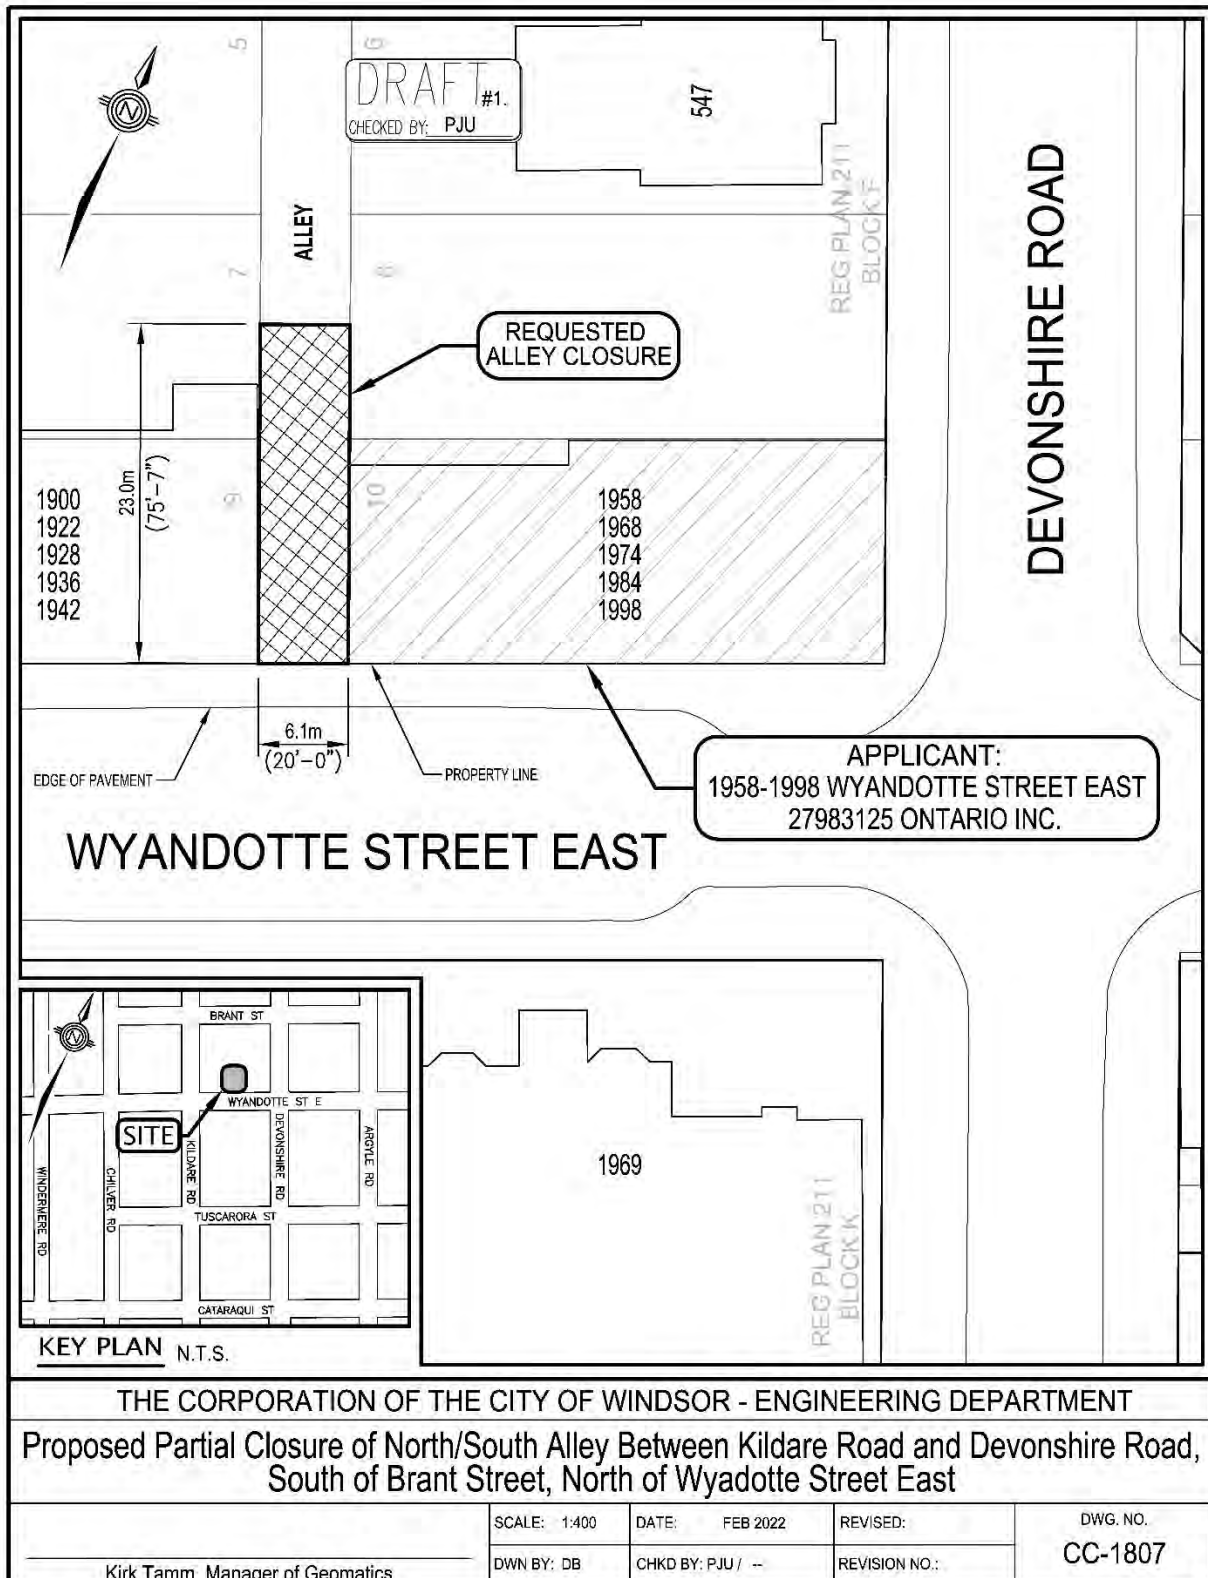 5
6
DRAFT #1.
CHECKED BY: PJU
547
DEVONSHIRE ROAD
REG PLAN 211
BLOCK F
ALLEY
7
8
REQUESTED
ALLEY CLOSURE
23.0m
(75'-7")
1900
1922
1928
1936
1942
9
10
1958
1968
1974
1984
1998
6.1m
(20'-0")
EDGE OF PAVEMENT
PROPERTY LINE
APPLICANT:
1958-1998 WYANDOTTE STREET EAST
27983125 ONTARIO INC.
WYANDOTTE STREET EAST
N
N
BRANT ST
WYANDOTTE ST E
SITE
WINDERMERE RD
CHILVER RD
KILDARE RD
DEVONSHIRE RD
ARGYLE RD
TUSCARORA ST
CATARAQUI ST
KEY PLAN N.T.S.
1969
REG PLAN 211
BLOCK K
THE CORPORATION OF THE CITY OF WINDSOR - ENGINEERING DEPARTMENT
Proposed Partial Closure of North/South Alley Between Kildare Road and Devonshire Road,
South of Brant Street, North of Wyadotte Street East
SCALE: 1:400
DATE: FEB 2022
REVISED:
DWG. NO.
CC-1807
Kirk Tamm, Manager of Geomatics
DWN BY: DB
CHKD BY: PJU / --
REVISION NO.: